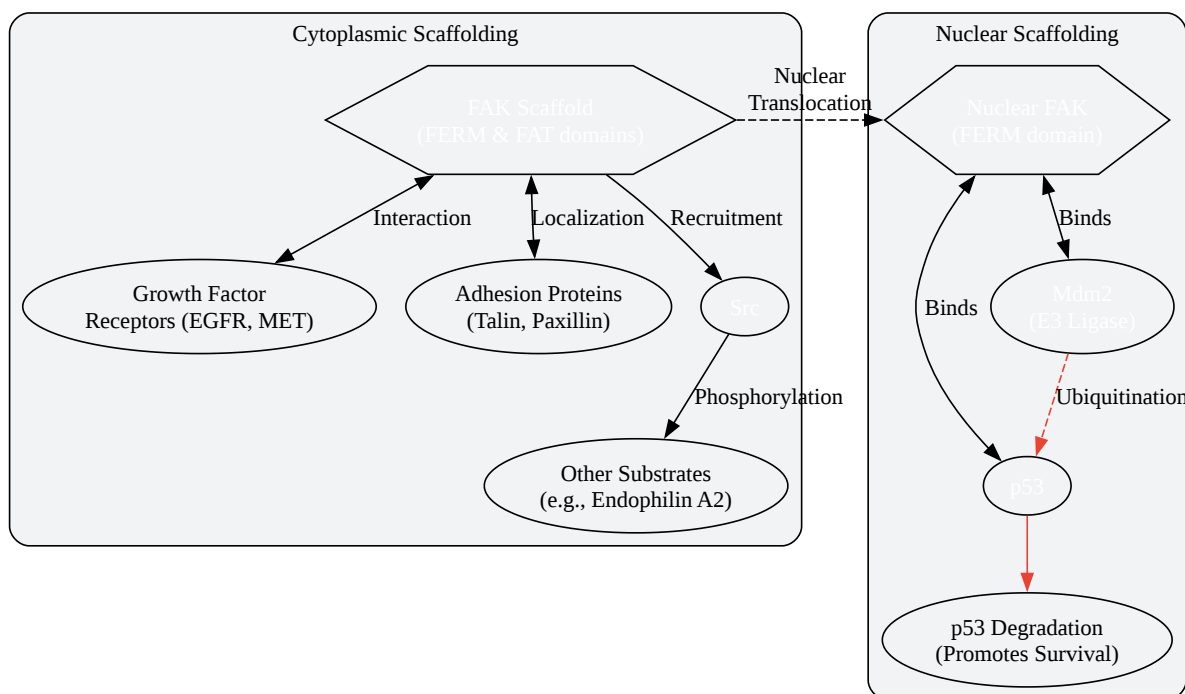 Cytoplasmic Scaffolding
FAK Scaffold
(FERM & FAT domains)
Interaction
Localization
Recruitment
Growth Factor
Receptors (EGFR, MET)
Adhesion Proteins
(Talin, Paxillin)
Src
Phosphorylation
Other Substrates
(e.g., Endophilin A2)
Nuclear
Translocation
Nuclear Scaffolding
Nuclear FAK
(FERM domain)
Binds
Binds
Mdm2
(E3 Ligase)
Ubiquitination
p53
p53 Degradation
(Promotes Survival)